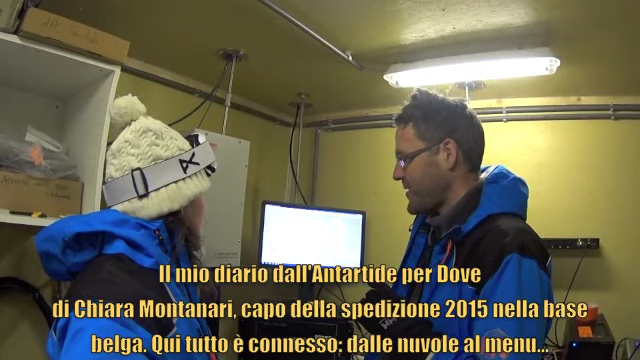 Il mio diario dall'Antartide per Dove
di Chiara Montanari, capo della spedizione 2015 nella base
belga. Qui tutto è connesso: dalle nuvole al menu...